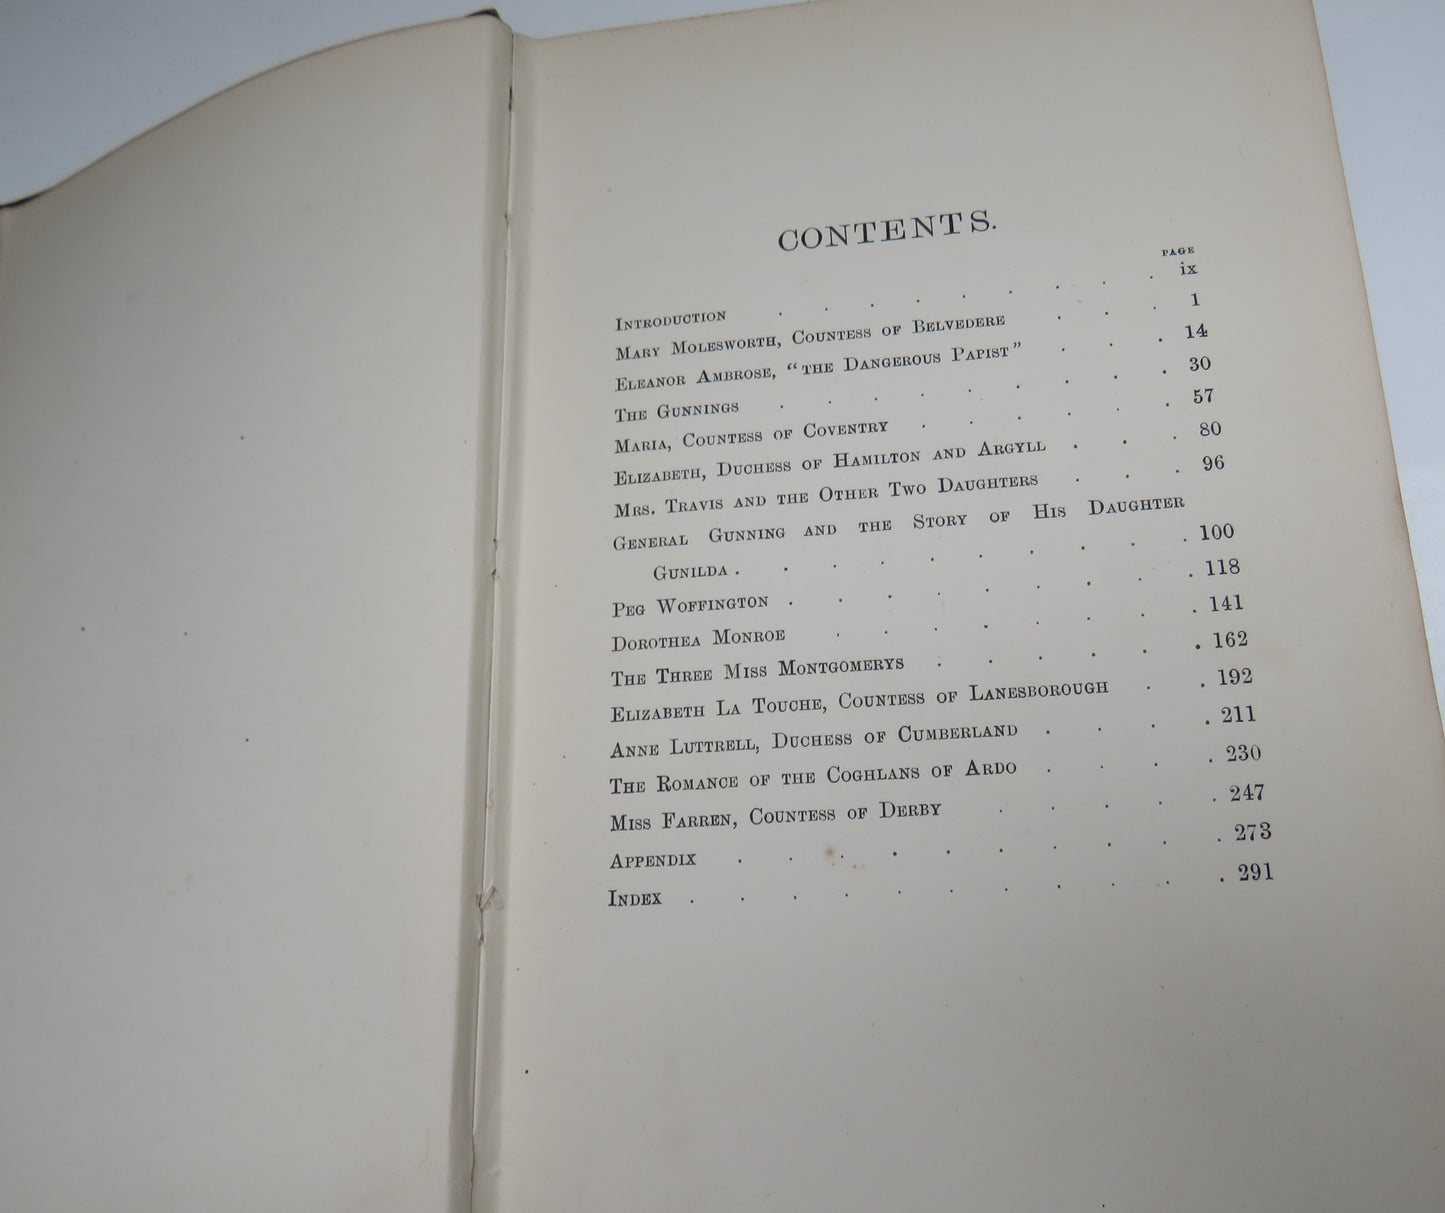 CONTENTS.
PAGE
INTRODUCTION . . . . . . . . . ix
MARY MOLESWORTH, COUNTESS OF BELVEDERE . . . 1
ELEANOR AMBROSE, “THE DANGEROUS PAPIST” . . . 14
THE GUNNINGS . . . . . . . . . 30
MARIA, COUNTESS OF COVENTRY . . . . . . 57
ELIZABETH, DUCHESS OF HAMILTON AND ARGYLL . . . 80
MRS. TRAVIS AND THE OTHER TWO DAUGHTERS . . . 96
GENERAL GUNNING AND THE STORY OF HIS DAUGHTER
GUNILDA . . . . . . . . . . 100
PEG WOFFINGTON . . . . . . . . . 118
DOROTHEA MONROE . . . . . . . . 141
THE THREE MISS MONTGOMERYS . . . . . . 162
ELIZABETH LA TOUCHE, COUNTESS OF LANESBOROUGH . . 192
ANNE LUTTRELL, DUCHESS OF CUMBERLAND . . . . 211
THE ROMANCE OF THE COGHLANS OF ARDO . . . . 230
MISS FARREN, COUNTESS OF DERBY . . . . . 247
APPENDIX . . . . . . . . . . 273
INDEX . . . . . . . . . . . 291